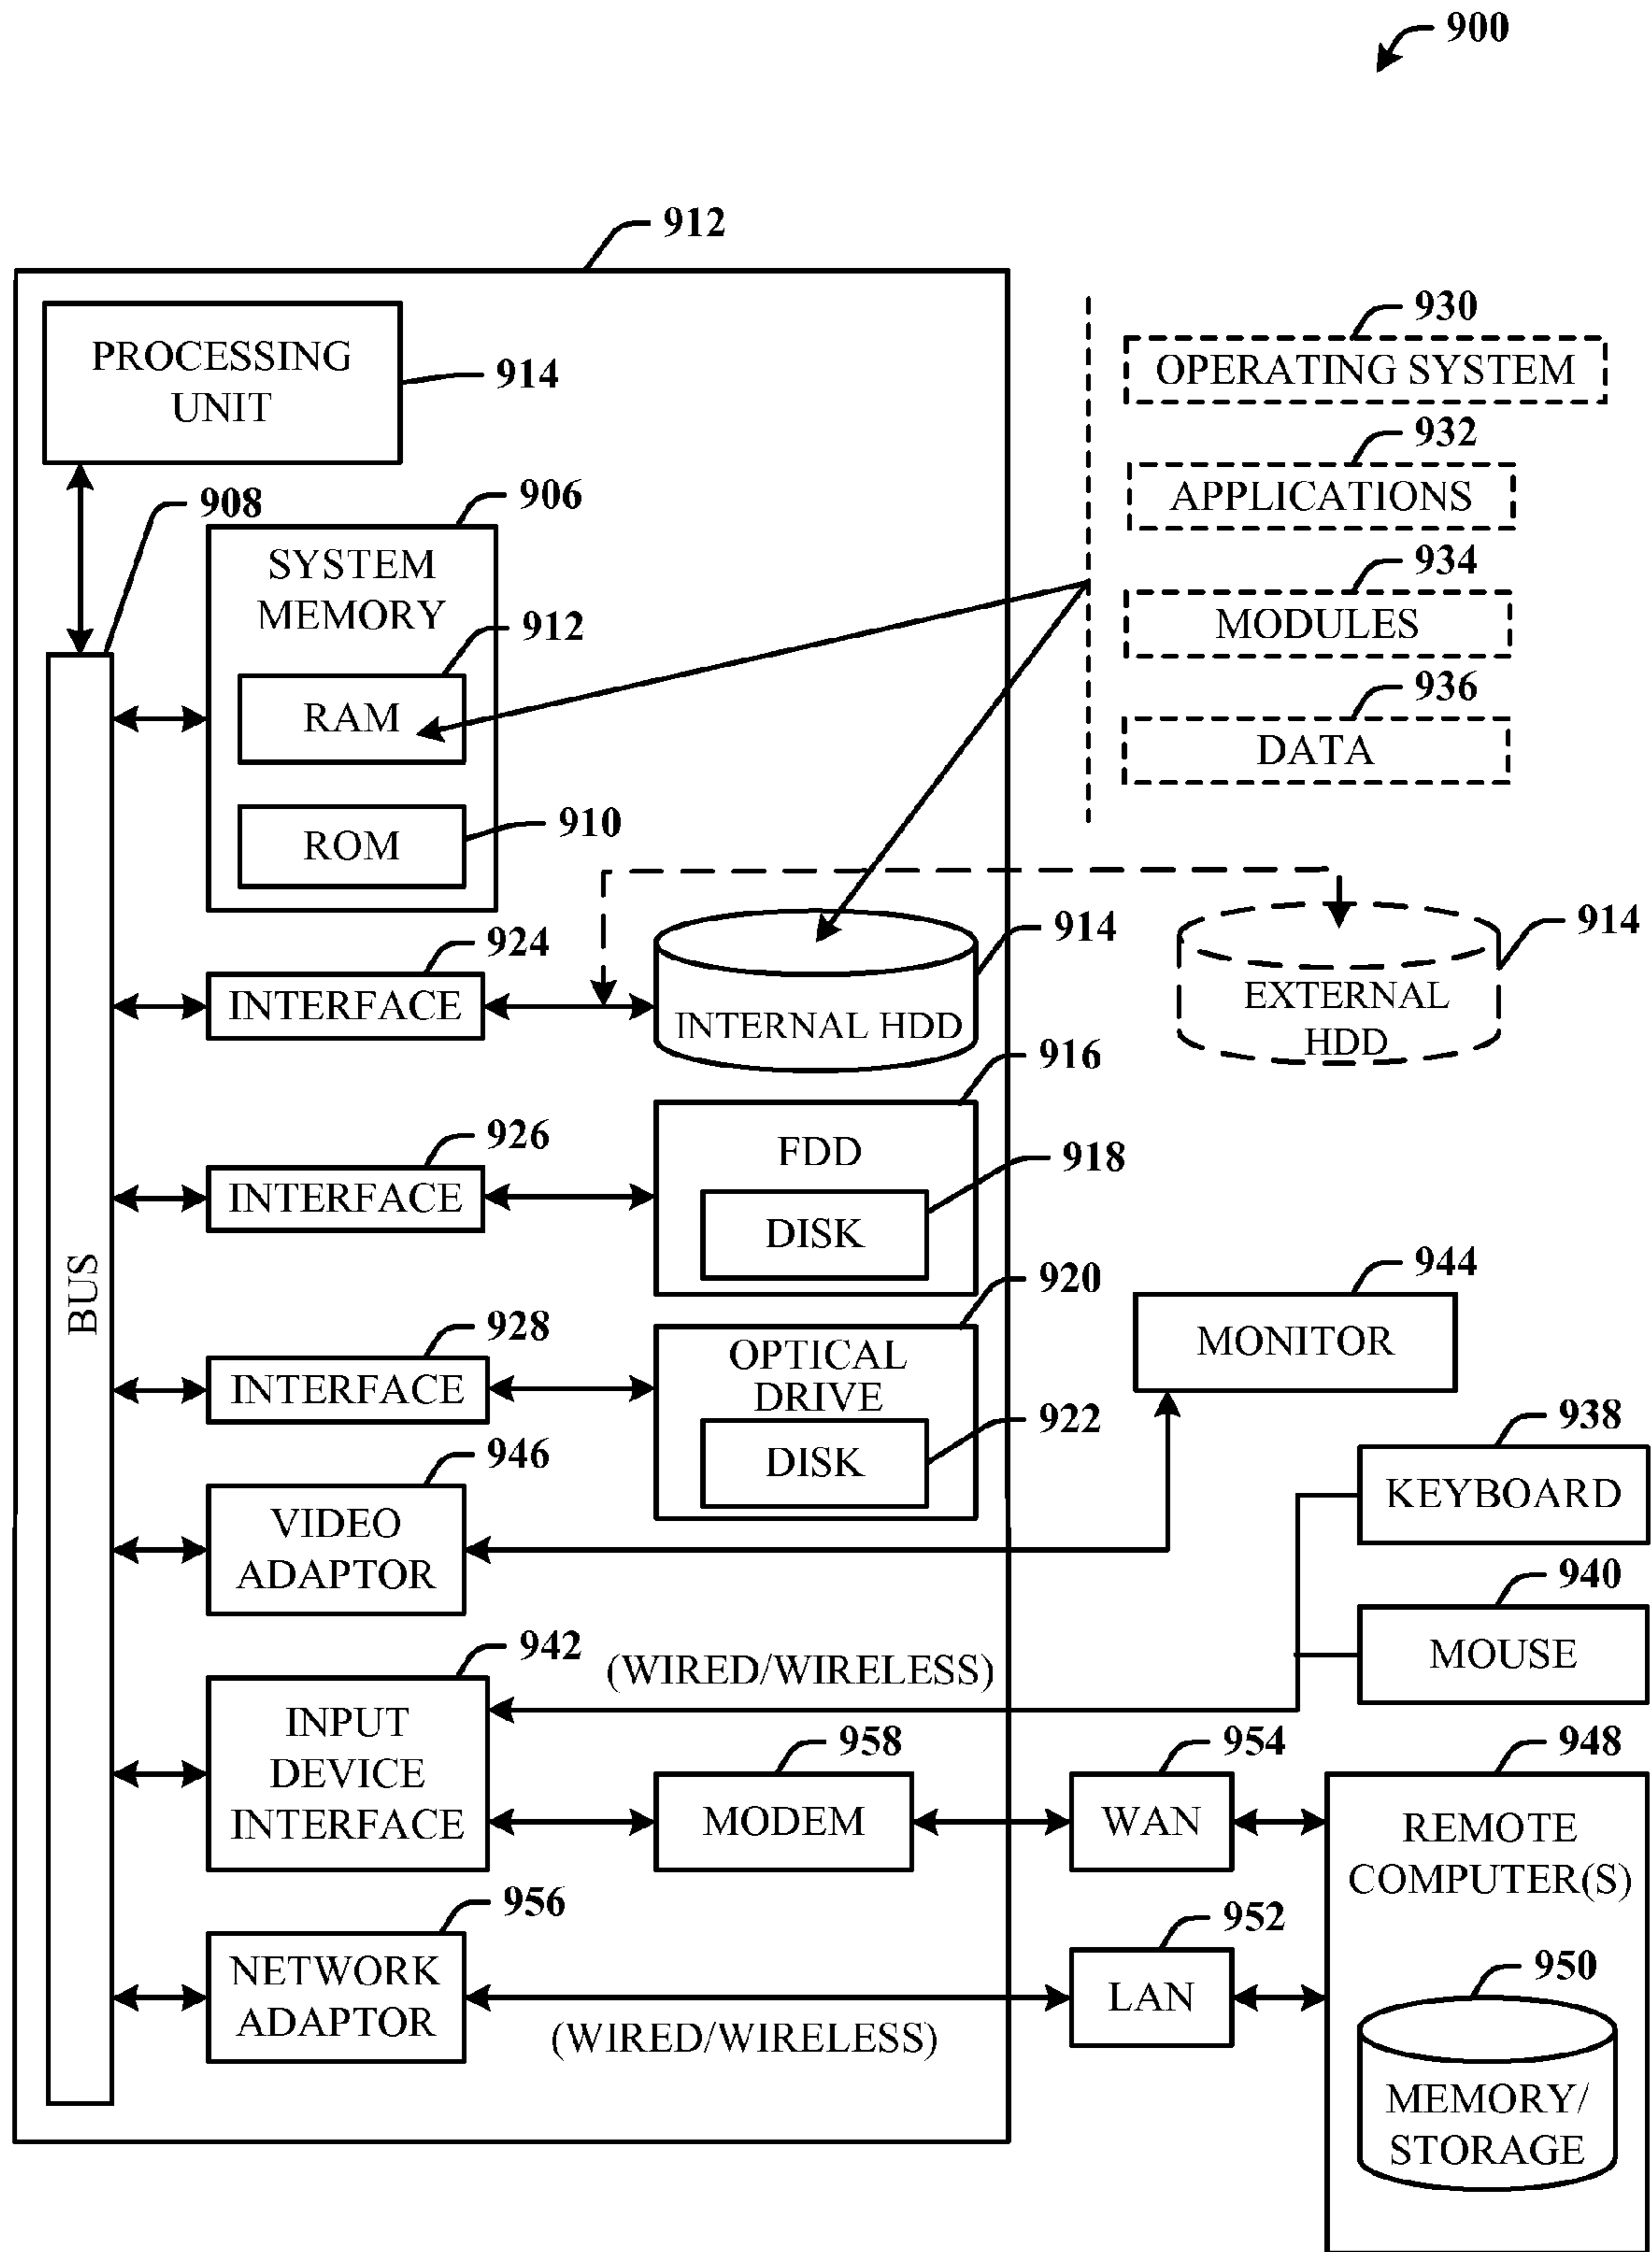 900
912
PROCESSING
UNIT
914
930
OPERATING SYSTEM
932
APPLICATIONS
934
MODULES
936
DATA
908
906
SYSTEM
MEMORY
912
RAM
910
ROM
924
INTERFACE
914
INTERNAL HDD
914
EXTERNAL
HDD
916
926
INTERFACE
FDD
918
DISK
BUS
920
928
INTERFACE
OPTICAL
DRIVE
922
DISK
944
MONITOR
938
KEYBOARD
946
VIDEO
ADAPTOR
940
MOUSE
942
(WIRED/WIRELESS)
INPUT
DEVICE
INTERFACE
958
MODEM
954
WAN
948
REMOTE
COMPUTER(S)
956
NETWORK
ADAPTOR
(WIRED/WIRELESS)
952
LAN
950
MEMORY/
STORAGE